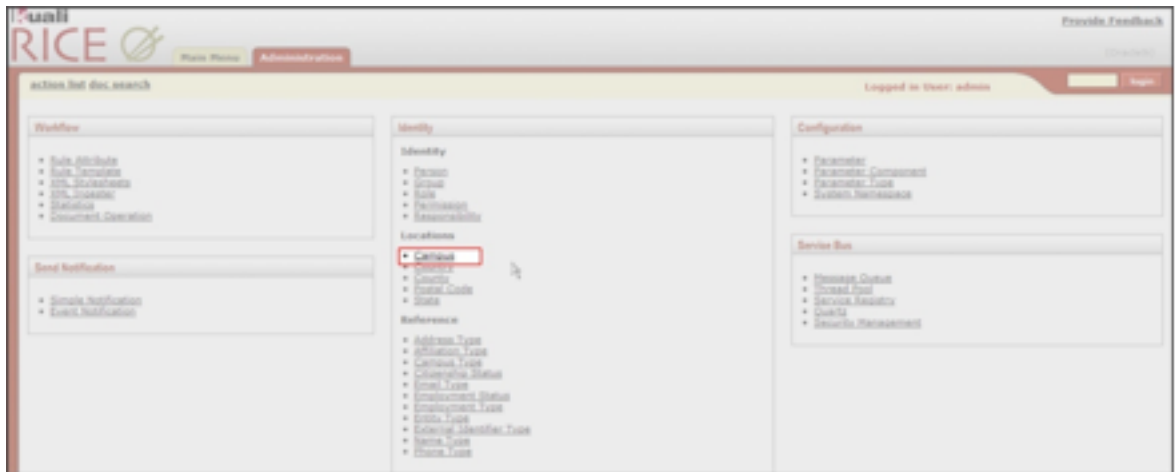 Kuali
RICE
Provide Feedback
Main Menu
Administration
action list doc search
Logged in User: admin
login
Workflow
Rule Attribute
Rule Template
XML Stylesheets
XML Ingester
Statistics
Document Operation
Send Notification
Simple Notification
Event Notification
Identity
Identity
Person
Group
Role
Permission
Responsibility
Locations
Campus
Country
County
Postal Code
State
Reference
Address Type
Affiliation Type
Campus Type
Citizenship Status
Email Type
Employment Status
Employment Type
Entity Type
External Identifier Type
Name Type
Phone Type
Configuration
Parameter
Parameter Component
Parameter Type
System Namespace
Service Bus
Message Queue
Thread Pool
Service Registry
Quartz
Security Management